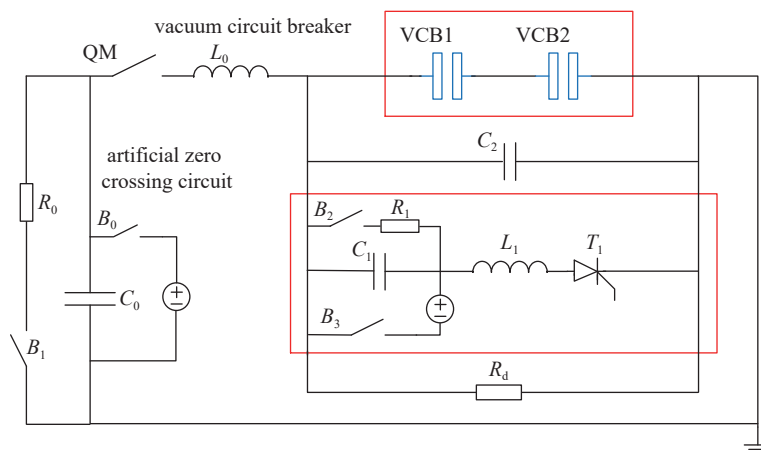 vacuum circuit breaker
QM
L₀
VCB1
VCB2
C₂
artificial zero
crossing circuit
R₀
B₀
C₀
B₁
B₂
R₁
C₁
L₁
T₁
B₃
R_d